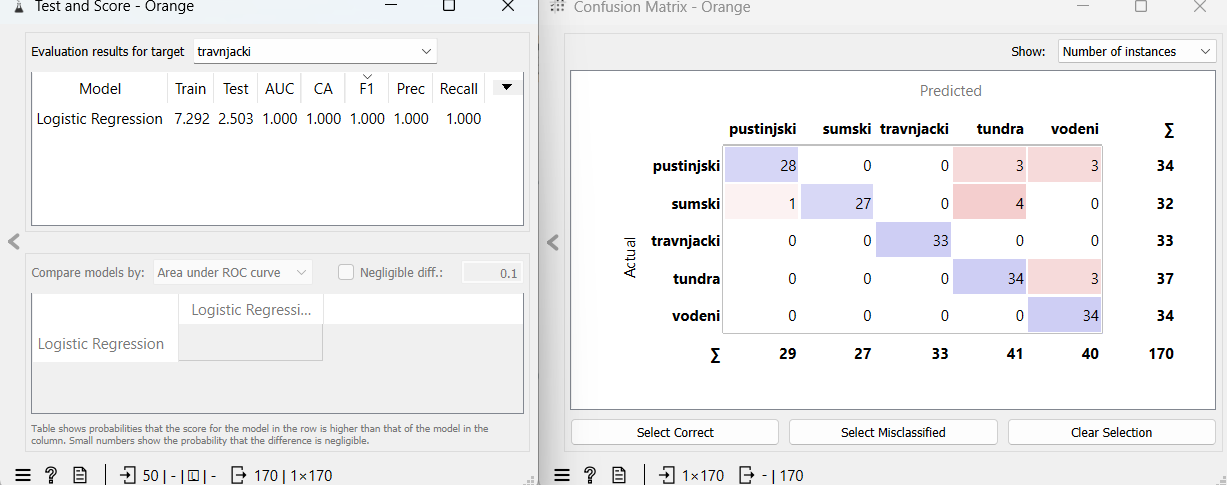 Test and Score - Orange
Evaluation results for target travnjacki
Model Train Test AUC CA F1 Prec Recall
Logistic Regression 7.292 2.503 1.000 1.000 1.000 1.000 1.000
Compare models by: Area under ROC curve Negligible diff.: 0.1
Logistic Regressi...
Logistic Regression
Table shows probabilities that the score for the model in the row is higher than that of the model in the
column. Small numbers show the probability that the difference is negligible.
50 | - | - 170 | 1×170
Confusion Matrix - Orange
Show: Number of instances
Predicted
pustinjski sumski travnjacki tundra vodeni Σ
pustinjski 28 0 0 3 3 34
sumski 1 27 0 4 0 32
travnjacki 0 0 33 0 0 33
Actual
tundra 0 0 0 34 3 37
vodeni 0 0 0 0 34 34
Σ 29 27 33 41 40 170
Select Correct Select Misclassified Clear Selection
1×170 - | 170